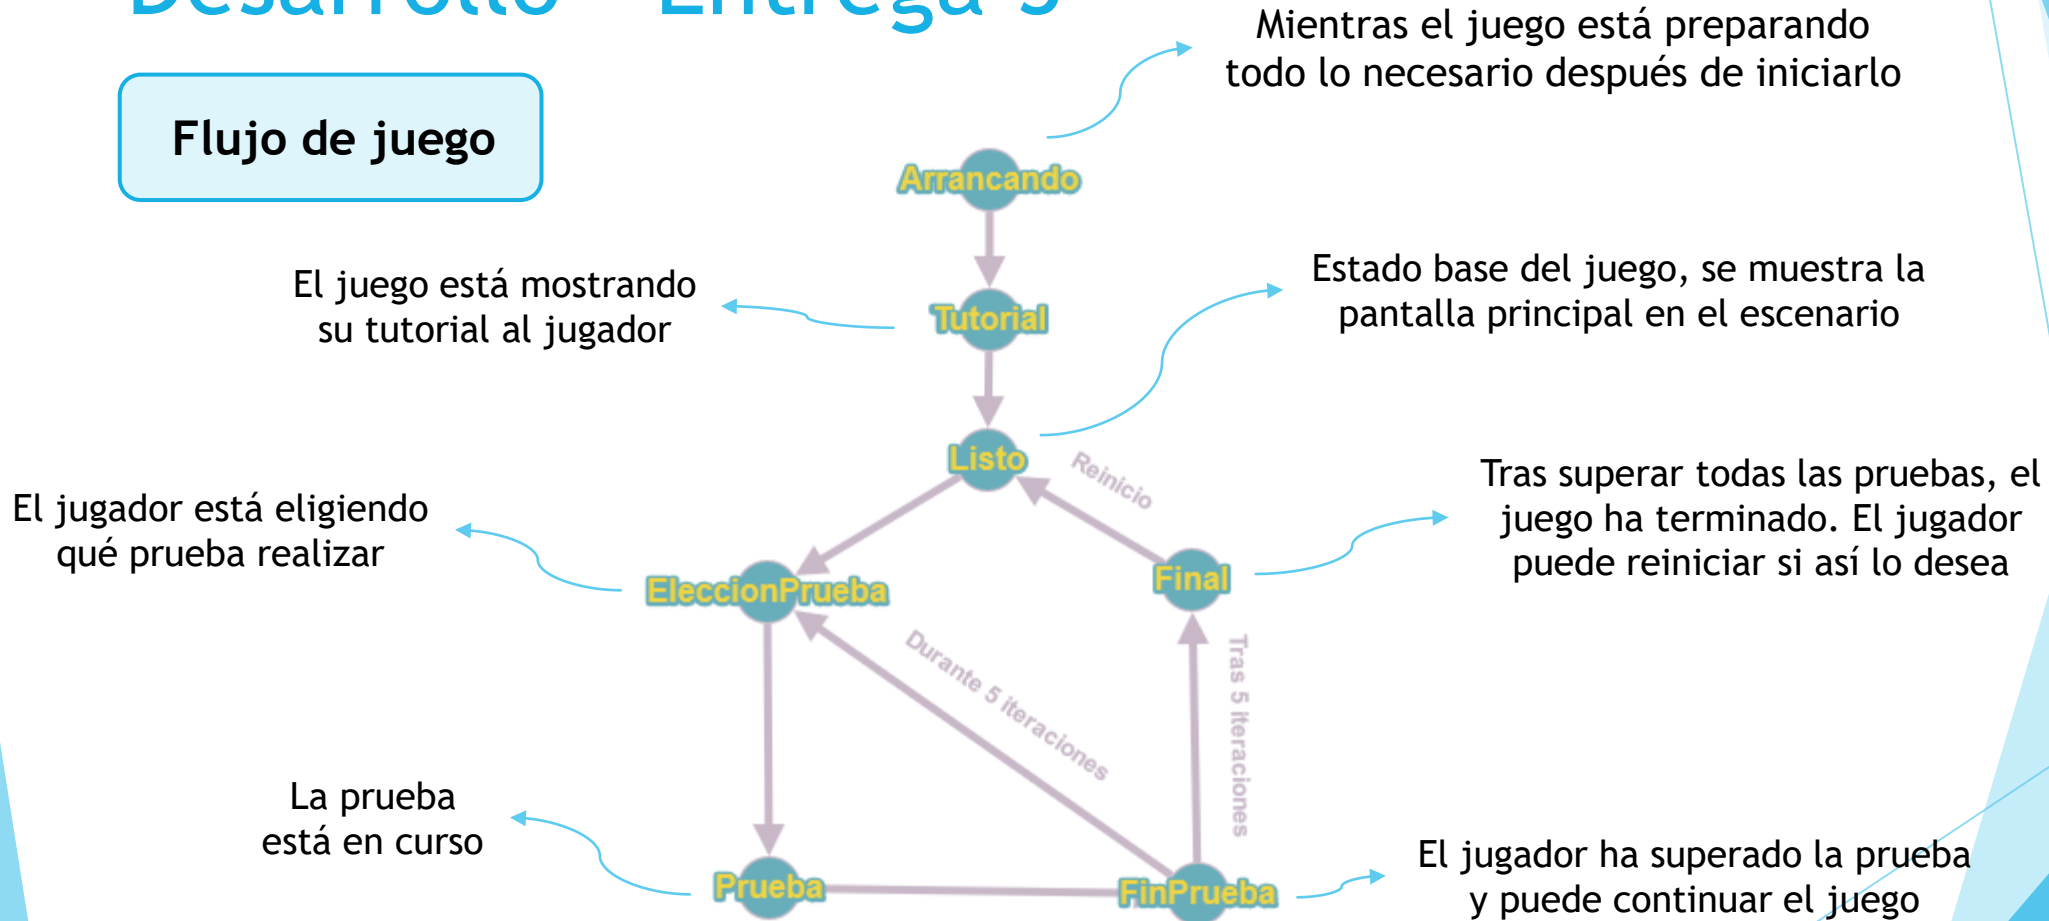 Desarrollo - Entrega 3
Flujo de juego
Mientras el juego está preparando
todo lo necesario después de iniciarlo
Arrancando
El juego está mostrando
su tutorial al jugador
Tutorial
Estado base del juego, se muestra la
pantalla principal en el escenario
Listo
Reinicio
El jugador está eligiendo
qué prueba realizar
EleccionPrueba
Final
Tras superar todas las pruebas, el
juego ha terminado. El jugador
puede reiniciar si así lo desea
Durante 5 iteraciones
Tras 5 iteraciones
La prueba
está en curso
Prueba
FinPrueba
El jugador ha superado la prueba
y puede continuar el juego